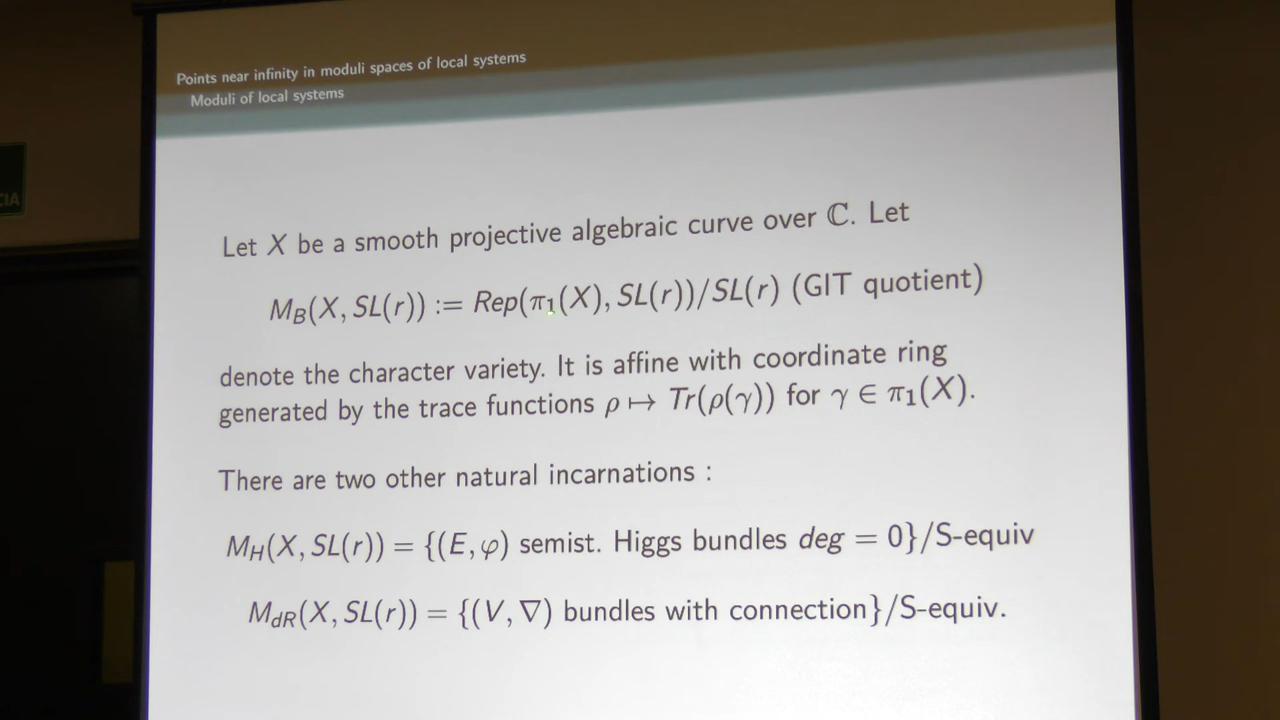 Points near infinity in moduli spaces of local systems
Moduli of local systems
CIA
Let X be a smooth projective algebraic curve over ℂ. Let
M_B(X, SL(r)) := Rep(π₁(X), SL(r))/SL(r) (GIT quotient)
denote the character variety. It is affine with coordinate ring
generated by the trace functions ρ ↦ Tr(ρ(γ)) for γ ∈ π₁(X).
There are two other natural incarnations :
M_H(X, SL(r)) = {(E, φ) semist. Higgs bundles deg = 0}/S-equiv
M_dR(X, SL(r)) = {(V, ∇) bundles with connection}/S-equiv.